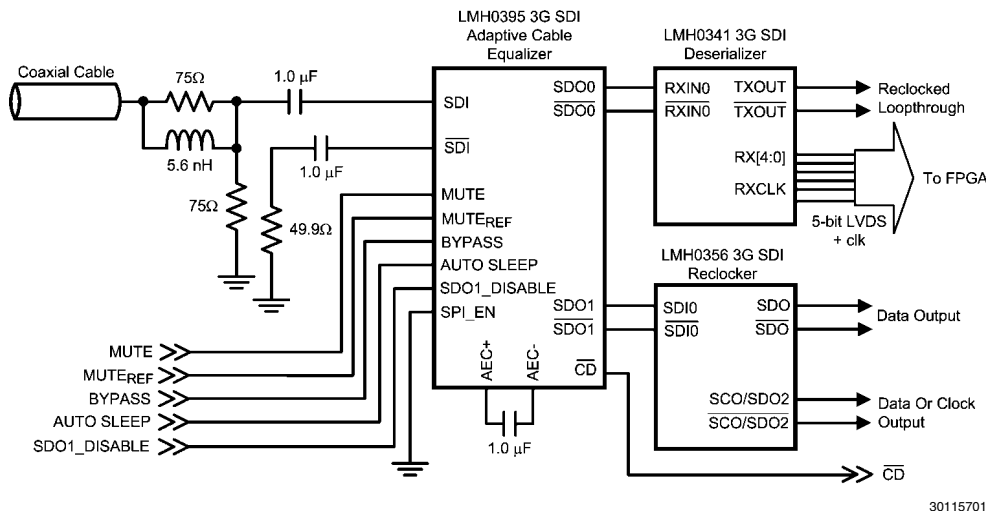 LMH0395 3G SDI
Adaptive Cable
Equalizer
LMH0341 3G SDI
Deserializer
Coaxial Cable
75Ω
1.0 μF
5.6 nH
75Ω
1.0 μF
49.9Ω
SDI
SDI
MUTE
MUTEREF
BYPASS
AUTO SLEEP
SDO1_DISABLE
SPI_EN
SDO0
SDO0
SDO1
SDO1
CD
AEC+
AEC-
1.0 μF
RXIN0
RXIN0
TXOUT
TXOUT
RX[4:0]
RXCLK
Reclocked
Loopthrough
To FPGA
5-bit LVDS
+ clk
LMH0356 3G SDI
Reclocker
SDI0
SDI0
SDO
SDO
SCO/SDO2
SCO/SDO2
Data Output
Data Or Clock
Output
CD
MUTE
MUTEREF
BYPASS
AUTO SLEEP
SDO1_DISABLE
30115701